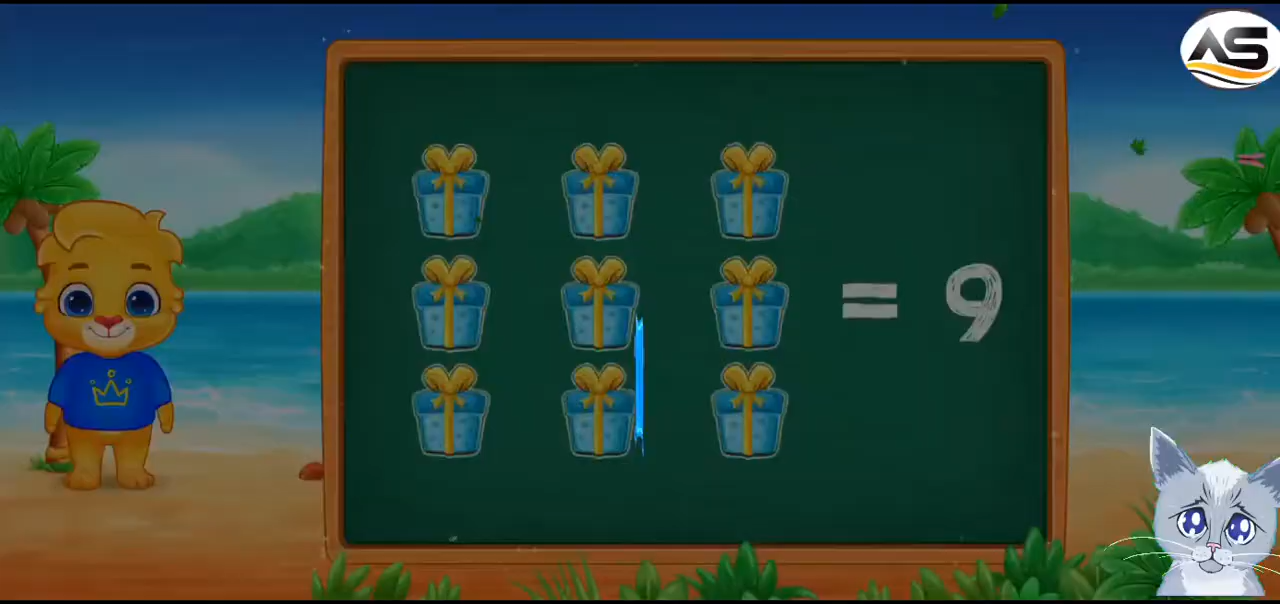 AS
= 9